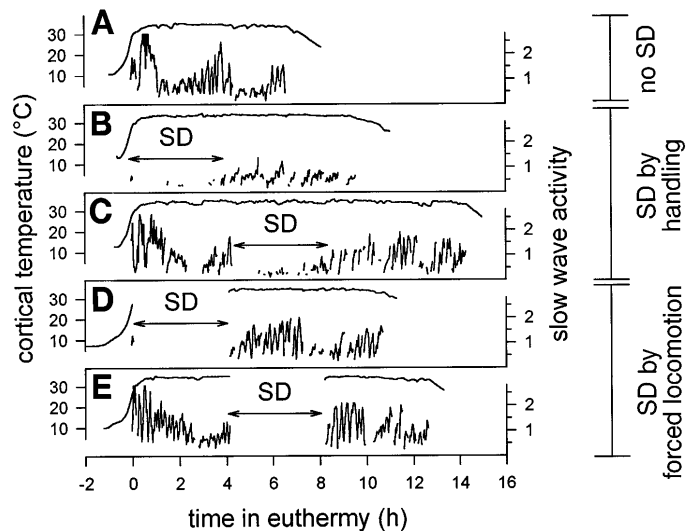 A
30
20
10
2
1
no SD
B
SD
30
20
10
2
1
C
SD
30
20
10
2
1
SD by
handling
D
SD
30
20
10
2
1
E
SD
30
20
10
2
1
SD by
forced locomotion
cortical temperature (°C)
slow wave activity
-2 0 2 4 6 8 10 12 14 16
time in euthermy (h)